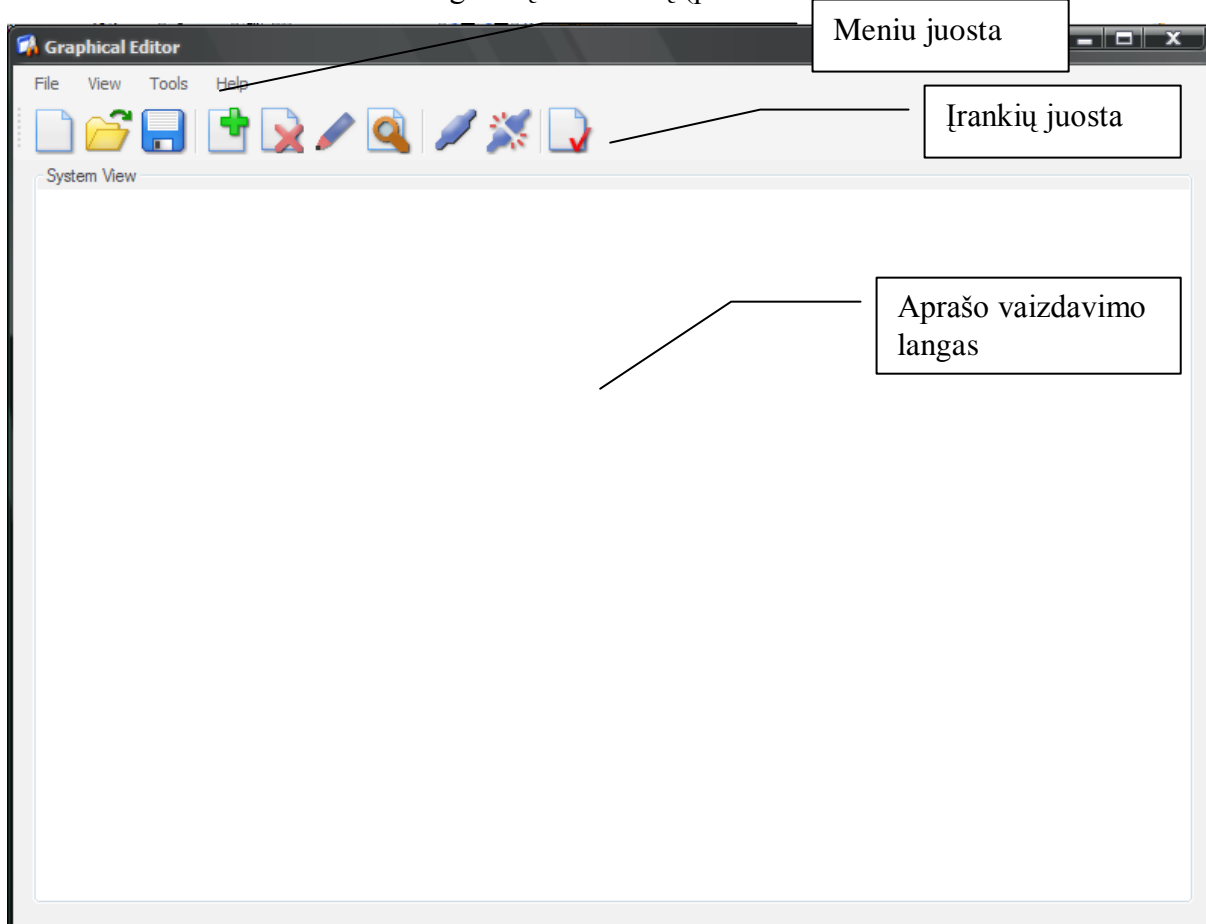 Meniu juosta
Graphical Editor
File View Tools Help
Įrankių juosta
System View
Aprašo vaizdavimo
langas